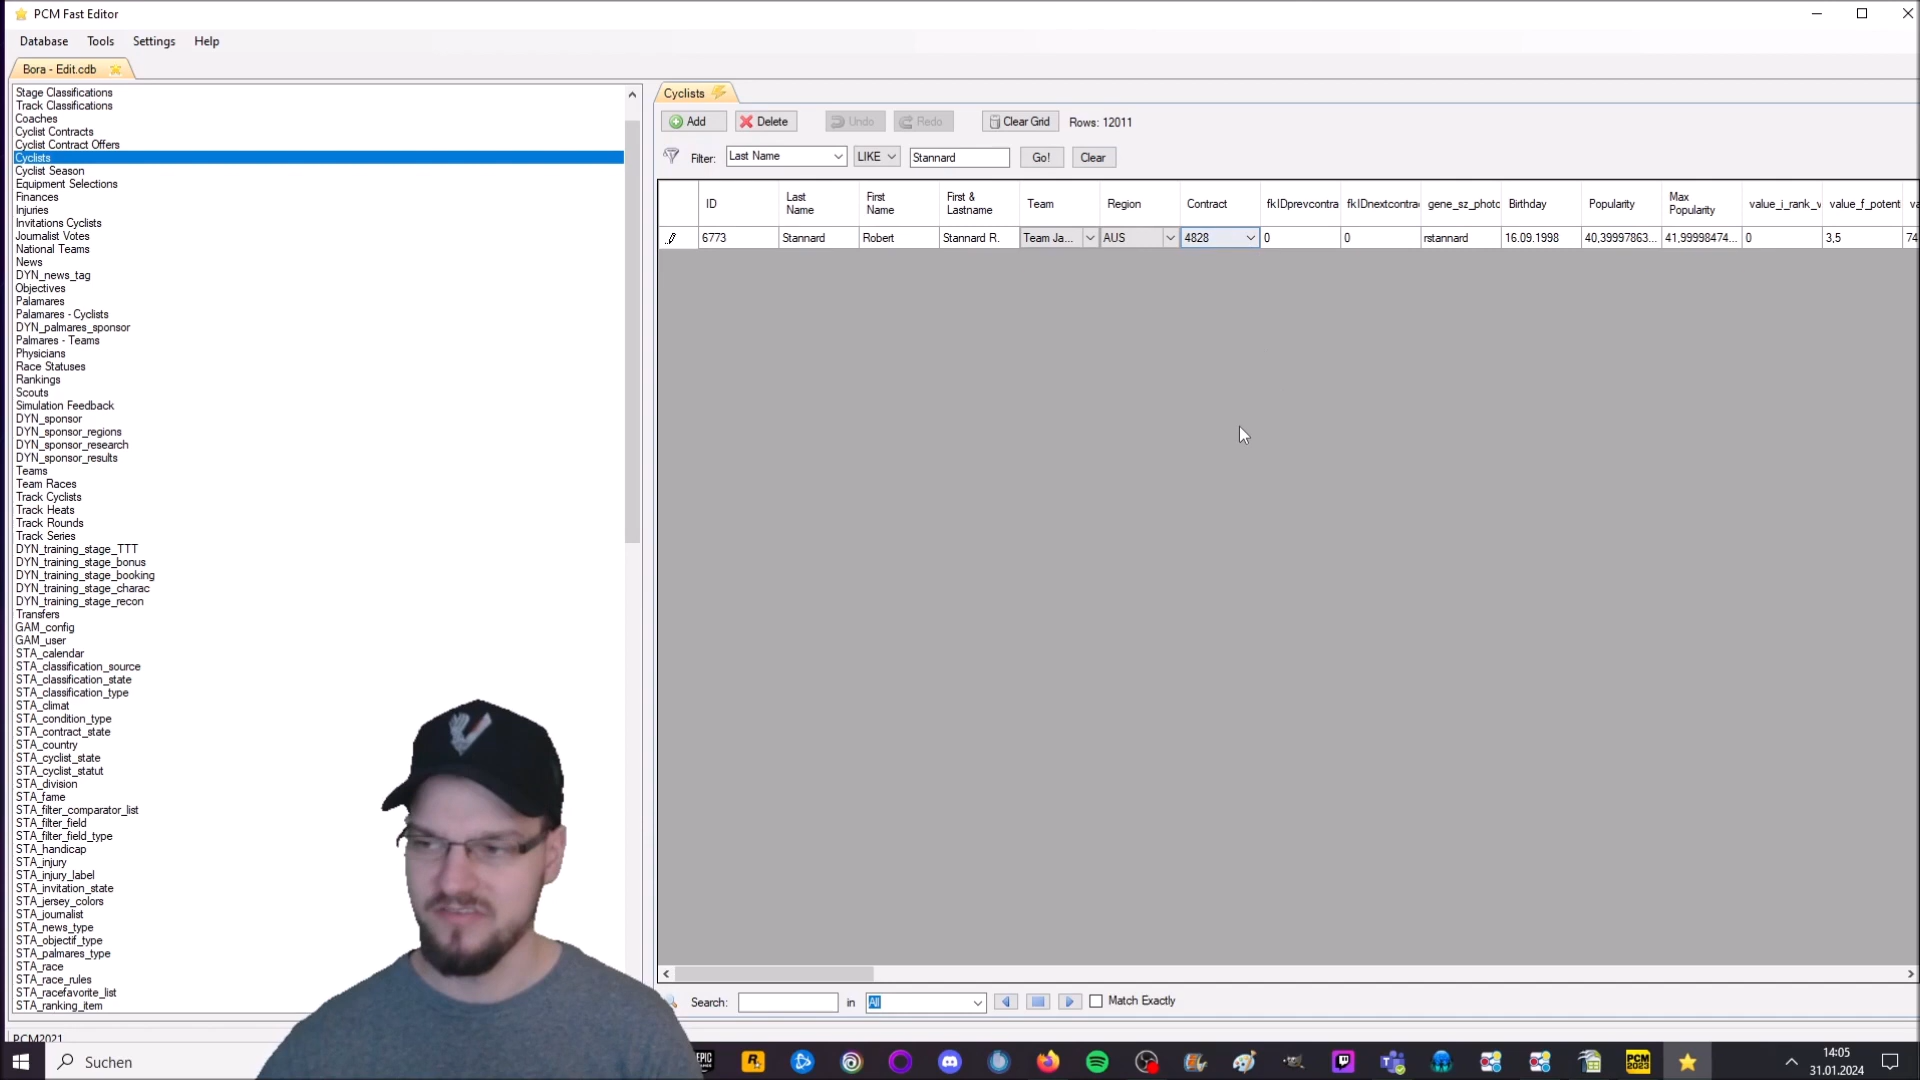 PCM Fast Editor
Database Tools Settings Help
Bora - Edit.cdb
Stage Classifications
Track Classifications
Coaches
Cyclist Contracts
Cyclist Contract Offers
Cyclists
Cyclist Season
Equipment Selections
Finances
Injuries
Invitations Cyclists
Journalist Votes
National Teams
News
DYN_news_tag
Objectives
Palamares
Palamares - Cyclists
DYN_palmares_sponsor
Palmares - Teams
Physicians
Race Statuses
Rankings
Scouts
Simulation Feedback
DYN_sponsor
DYN_sponsor_regions
DYN_sponsor_research
DYN_sponsor_results
Teams
Team Races
Track Cyclists
Track Heats
Track Rounds
Track Series
DYN_training_stage_TTT
DYN_training_stage_bonus
DYN_training_stage_booking
DYN_training_stage_charac
DYN_training_stage_recon
Transfers
GAM_config
GAM_user
STA_calendar
STA_classification_source
STA_classification_state
STA_classification_type
STA_climat
STA_condition_type
STA_contract_state
STA_country
STA_cyclist_state
STA_cyclist_statut
STA_division
STA_fame
STA_filter_comparator_list
STA_filter_field
STA_filter_field_type
STA_handicap
STA_injury
STA_injury_label
STA_invitation_state
STA_jersey_colors
STA_journalist
STA_news_type
STA_objectif_type
STA_palmares_type
STA_race
STA_race_rules
STA_racefavorite_list
STA_ranking_item
PCM2021
Cyclists
Add Delete Undo Redo Clear Grid Rows: 12011
Filter: Last Name LIKE Stannard Go! Clear
ID Last Name First Name First & Lastname Team Region Contract fkIDprevcontra fkIDnextcontra gene_sz_photo Birthday Popularity Max Popularity value_i_rank_v value_f_potent va
6773 Stannard Robert Stannard R. Team Ja... AUS 4828 0 0 rstannard 16.09.1998 40,39997863... 41,99998474... 0 3,5 74
Search: in All Match Exactly
Suchen
EPIC GAMES
R
PCM 2023
14:05
31.01.2024